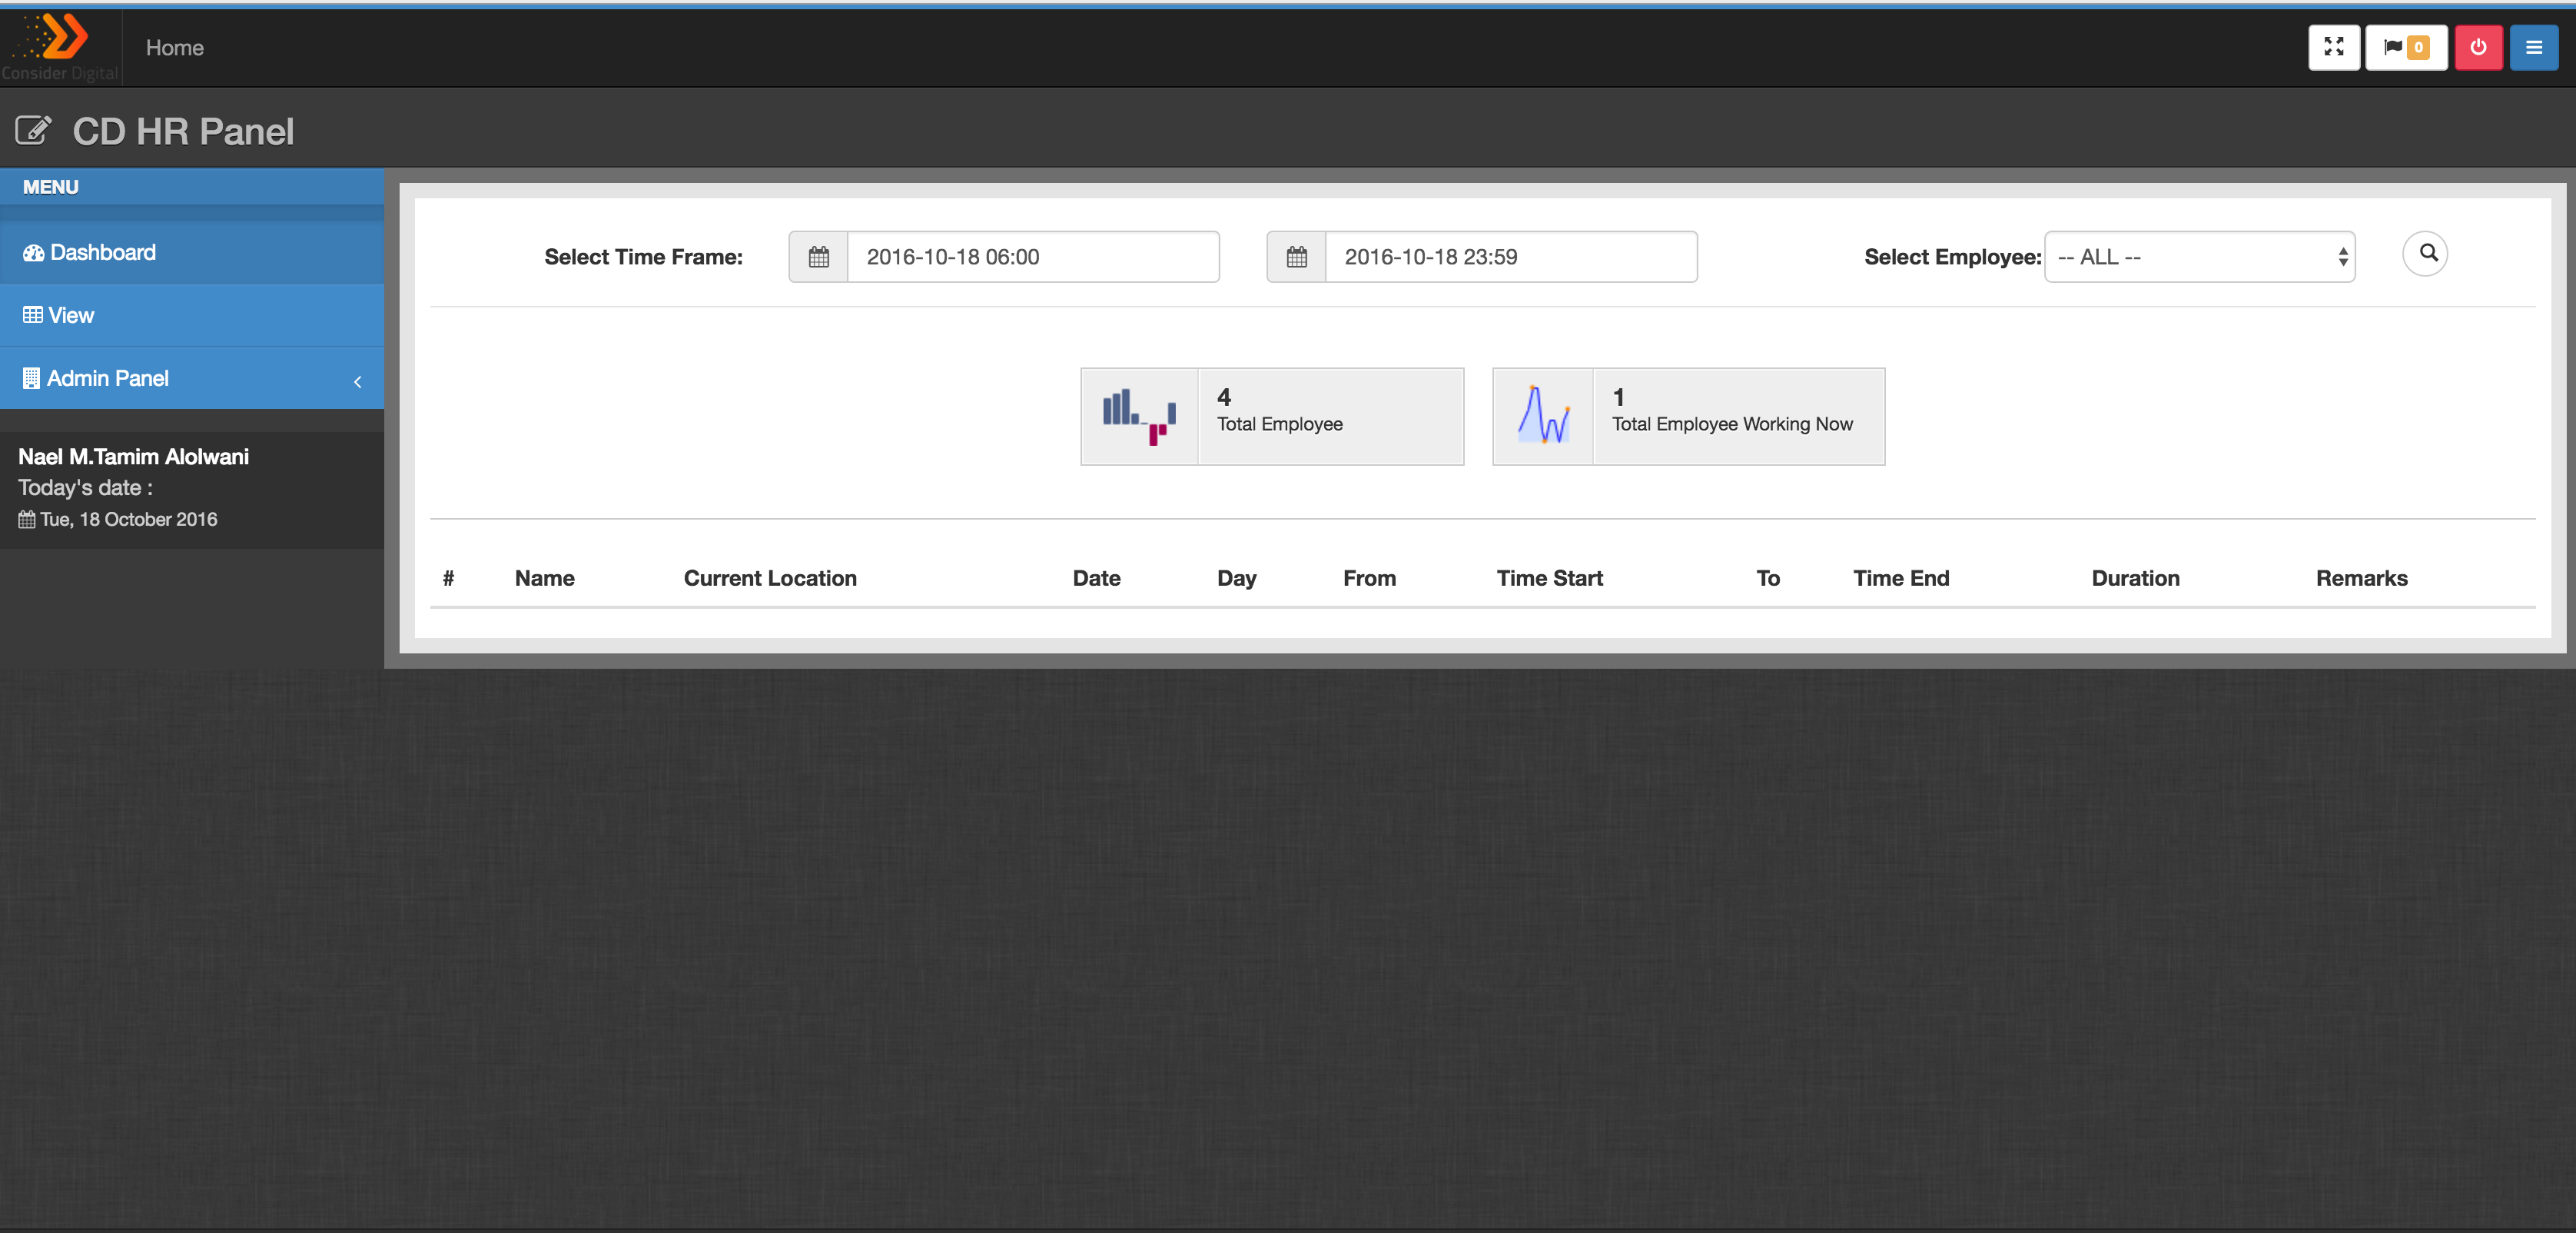 Consider Digital
Home
0
CD HR Panel
MENU
Dashboard
View
Admin Panel
Nael M.Tamim Alolwani
Today's date :
Tue, 18 October 2016
Select Time Frame: 2016-10-18 06:00 2016-10-18 23:59 Select Employee: -- ALL --
4
Total Employee
1
Total Employee Working Now
# Name Current Location Date Day From Time Start To Time End Duration Remarks